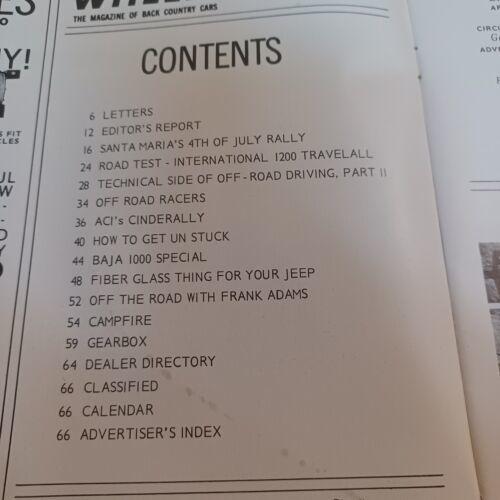 THE MAGAZINE OF BACK COUNTRY CARS
CONTENTS
6 LETTERS
12 EDITOR'S REPORT
16 SANTA MARIA'S 4TH OF JULY RALLY
24 ROAD TEST - INTERNATIONAL 1200 TRAVELALL
28 TECHNICAL SIDE OF OFF-ROAD DRIVING, PART II
34 OFF ROAD RACERS
36 ACI's CINDERALLY
40 HOW TO GET UN STUCK
44 BAJA 1000 SPECIAL
48 FIBER GLASS THING FOR YOUR JEEP
52 OFF THE ROAD WITH FRANK ADAMS
54 CAMPFIRE
59 GEARBOX
64 DEALER DIRECTORY
66 CLASSIFIED
66 CALENDAR
66 ADVERTISER'S INDEX